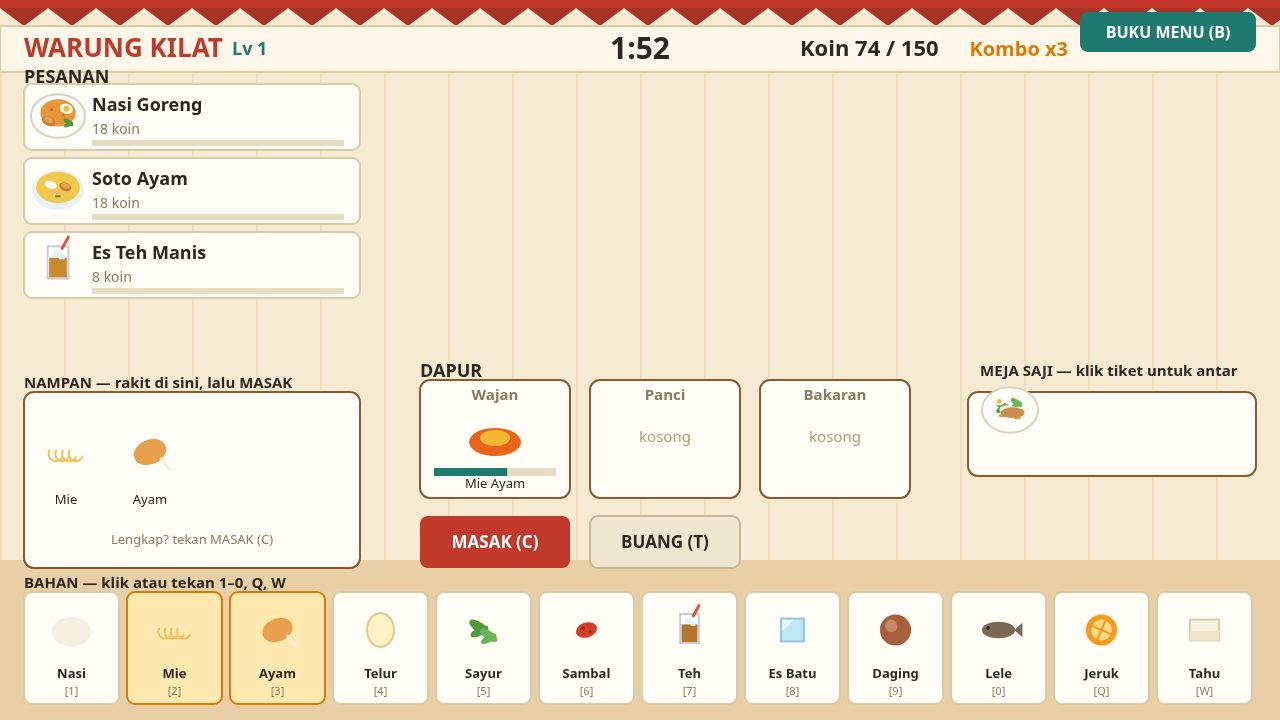 WARUNG KILAT Lv 1
1:52
Koin 74 / 150
Kombo x3
BUKU MENU (B)
PESANAN
Nasi Goreng
18 koin
Soto Ayam
18 koin
Es Teh Manis
8 koin
NAMPAN — rakit di sini, lalu MASAK
Mie
Ayam
Lengkap? tekan MASAK (C)
DAPUR
Wajan
Mie Ayam
Panci
kosong
Bakaran
kosong
MASAK (C)
BUANG (T)
MEJA SAJI — klik tiket untuk antar
BAHAN — klik atau tekan 1–0, Q, W
Nasi
[1]
Mie
[2]
Ayam
[3]
Telur
[4]
Sayur
[5]
Sambal
[6]
Teh
[7]
Es Batu
[8]
Daging
[9]
Lele
[0]
Jeruk
[Q]
Tahu
[W]